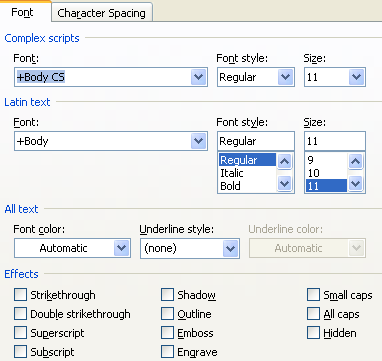 Font Character Spacing
Complex scripts
Font: Font style: Size:
+Body CS Regular 11
Latin text
Font: Font style: Size:
+Body Regular 11
Regular 9
Italic 10
Bold 11
All text
Font color: Underline style: Underline color:
Automatic (none) Automatic
Effects
Strikethrough Shadow Small caps
Double strikethrough Outline All caps
Superscript Emboss Hidden
Subscript Engrave